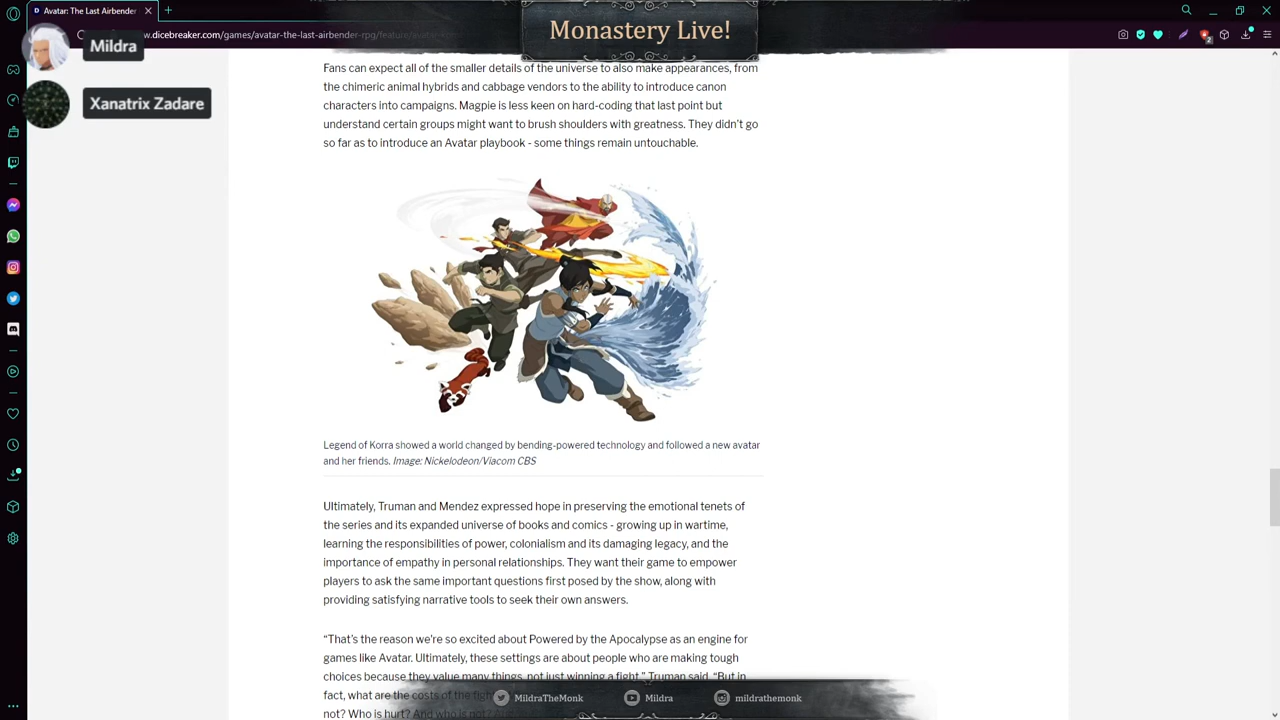 Avatar: The Last Airbender
Monastery Live!
Mildra
w.dicebreaker.com/games/avatar-the-last-airbender-rpg/feature/avatar-
Xanatrix Zadare
Fans can expect all of the smaller details of the universe to also make appearances, from
the chimeric animal hybrids and cabbage vendors to the ability to introduce canon
characters into campaigns. Magpie is less keen on hard-coding that last point but
understand certain groups might want to brush shoulders with greatness. They didn't go
so far as to introduce an Avatar playbook - some things remain untouchable.
Legend of Korra showed a world changed by bending-powered technology and followed a new avatar
and her friends. Image: Nickelodeon/Viacom CBS
Ultimately, Truman and Mendez expressed hope in preserving the emotional tenets of
the series and its expanded universe of books and comics - growing up in wartime,
learning the responsibilities of power, colonialism and its damaging legacy, and the
importance of empathy in personal relationships. They want their game to empower
players to ask the same important questions first posed by the show, along with
providing satisfying narrative tools to seek their own answers.
“That's the reason we're so excited about Powered by the Apocalypse as an engine for
games like Avatar. Ultimately, these settings are about people who are making tough
choices because they value many things, not just winning a fight,” Truman said. “But in
fact, what are the costs of the fight
not? Who is hurt? And who is not
MildraTheMonk
Mildra
mildrathemonk